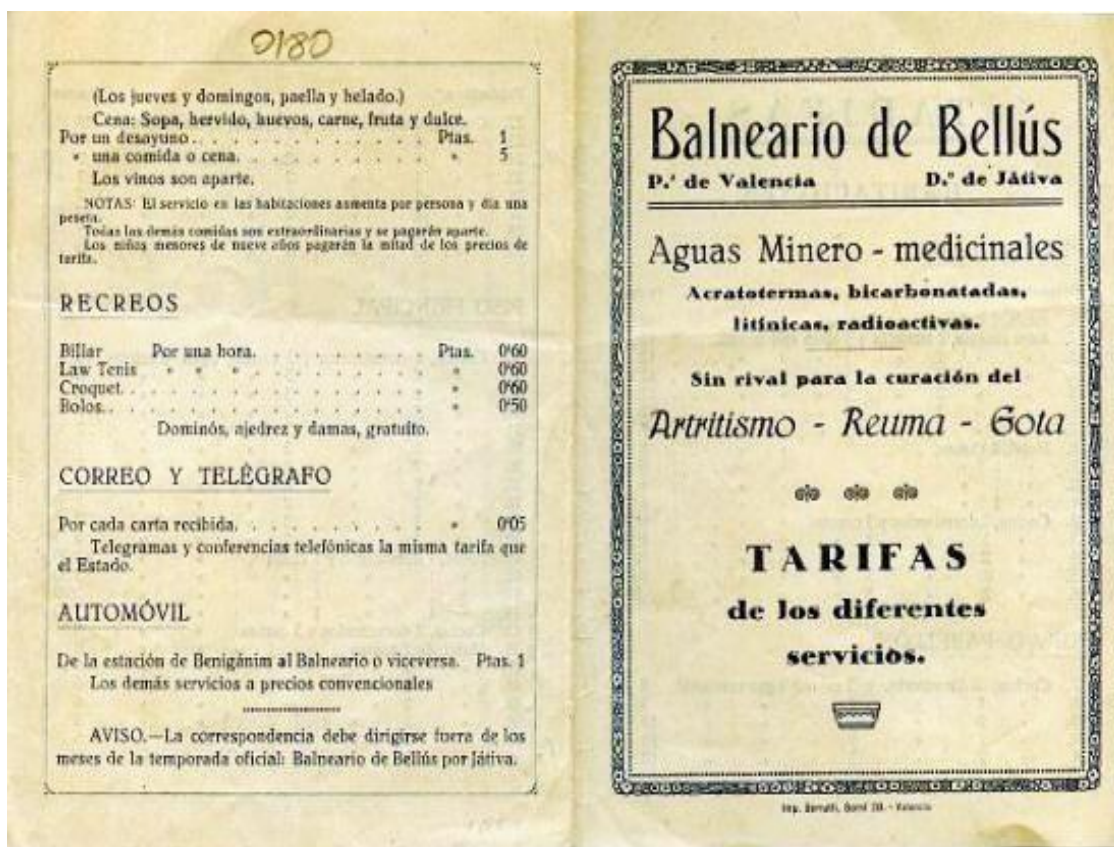 0180
(Los jueves y domingos, paella y helado.)
Cena: Sopa, hervido, huevos, carne, fruta y dulce.
Por un desayuno. . . . . . . . . . . . . Ptas. 1
» una comida o cena. . . . . . . . . . » 5
Los vinos son aparte.
NOTAS: El servicio en las habitaciones aumenta por persona y dia una
peseta.
Todas las demás comidas son extraordinarias y se pagarán aparte.
Los niños menores de nueve años pagarán la mitad de los precios de
tarifa.
RECREOS
Billar Por una hora. . . . . . . . . Ptas. 0'60
Law Tenis » » » . . . . . . . . . » 0'60
Croquet. . . . . . . . . . . . . . » 0'60
Bolos. . . . . . . . . . . . . . . » 0'50
Dominós, ajedrez y damas, gratuito.
CORREO Y TELÉGRAFO
Por cada carta recibida. . . . . . . . . . » 0'05
Telegramas y conferencias telefónicas la misma tarifa que
el Estado.
AUTOMÓVIL
De la estación de Benigánim al Balneario o viceversa. Ptas. 1
Los demás servicios a precios convencionales
AVISO.—La correspondencia debe dirigirse fuera de los
meses de la temporada oficial: Balneario de Bellús por Játiva.
Balneario de Bellús
P.ª de Valencia D.º de Játiva
Aguas Minero - medicinales
Acratotermas, bicarbonatadas,
litínicas, radioactivas.
Sin rival para la curación del
Artritismo - Reuma - Gota
TARIFAS
de los diferentes
servicios.
Imp. - Valencia